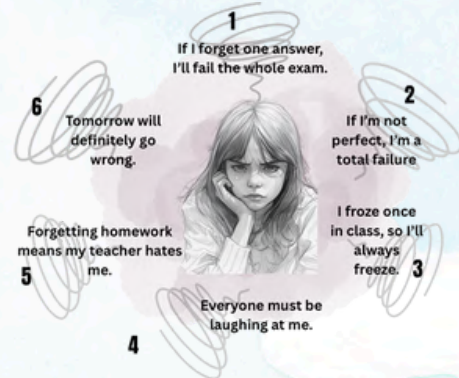 1
If I forget one answer,
I'll fail the whole exam.
2
If I'm not
perfect, I'm a
total failure
I froze once
in class, so I'll
always
freeze.
3
Everyone must be
laughing at me.
4
Forgetting homework
means my teacher hates
me.
5
6
Tomorrow will
definitely go
wrong.